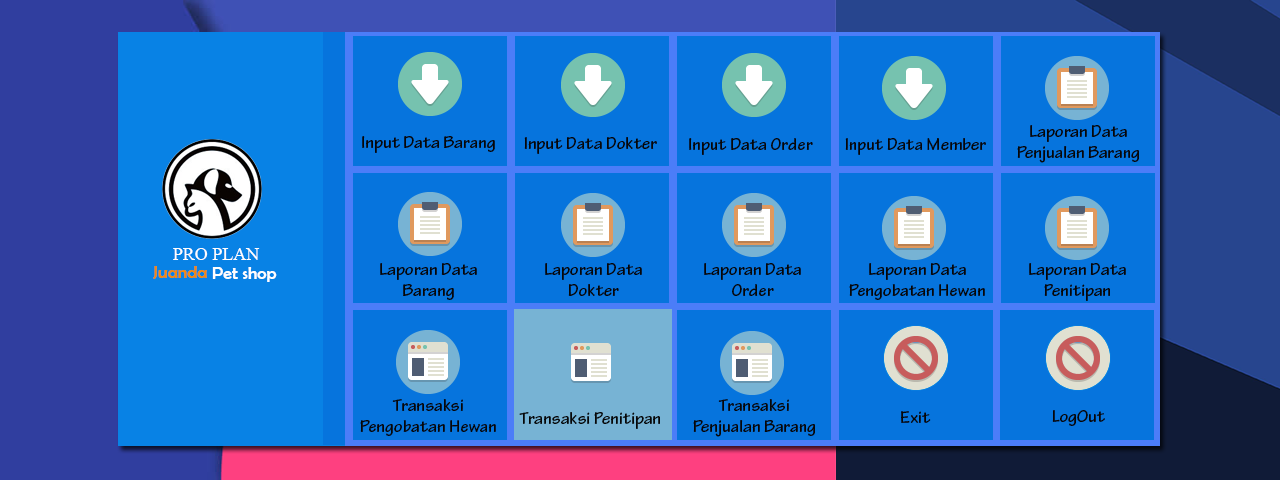 Input Data Barang
Input Data Dokter
Input Data Order
Input Data Member
Laporan Data
Penjualan Barang
PRO PLAN
Juanda Pet shop
Laporan Data
Barang
Laporan Data
Dokter
Laporan Data
Order
Laporan Data
Pengobatan Hewan
Laporan Data
Penitipan
Transaksi
Pengobatan Hewan
Transaksi Penitipan
Transaksi
Penjualan Barang
Exit
LogOut